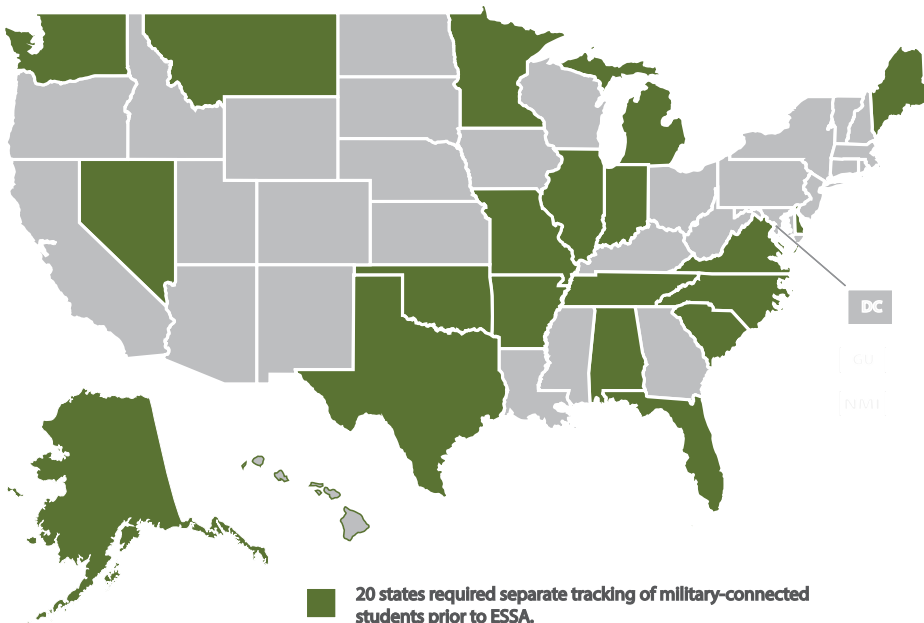 DC
GU
NMI
20 states required separate tracking of military-connected
students prior to ESSA.